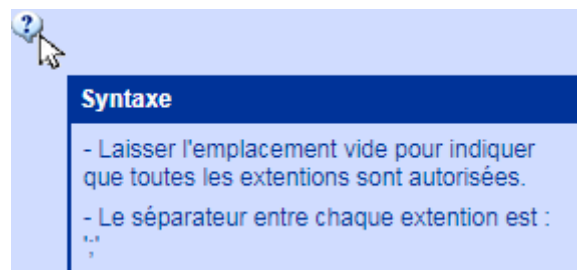 ?
Syntaxe
- Laisser l'emplacement vide pour indiquer
que toutes les extentions sont autorisées.
- Le séparateur entre chaque extention est :
';'